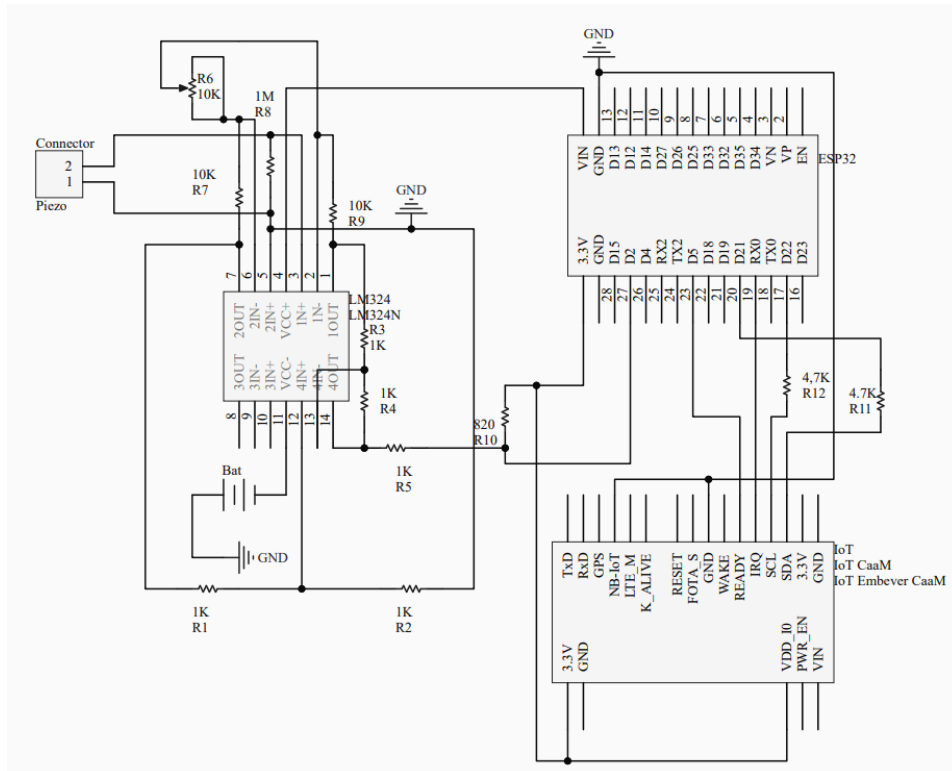 GND
R6
10K
1M
R8
Connector
2
1
Piezo
10K
R7
GND
10K
R9
7
6
5
4
3
2
1
2OUT
2IN-
2IN+
VCC+
1N+
1N-
1OUT
LM324
LM324N
3OUT
3IN-
3IN+
VCC-
4IN+
4IN-
4OUT
8
9
10
11
12
13
14
R3
1K
1K
R4
1K
R5
820
R10
Bat
GND
1K
R1
1K
R2
13
12
11
10
9
8
7
6
5
4
3
2
VIN
GND
D13
D12
D14
D27
D26
D25
D33
D32
D35
D34
VN
VP
EN
ESP32
3.3V
GND
D15
D2
D4
RX2
TX2
D5
D18
D19
D21
RX0
TX0
D22
D23
28
27
26
25
24
23
22
21
20
19
18
17
16
4,7K
R12
4.7K
R11
TxD
RxD
GPS
NB-IoT
LTE_M
K_ALIVE
RESET
FOTA_S
GND
WAKE
READY
IRQ
SCL
SDA
3.3V
GND
IoT
IoT CaaM
IoT Embever CaaM
3.3V
GND
VDD_I0
PWR_EN
VIN